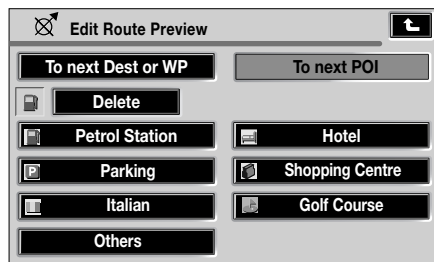 Edit Route Preview
To next Dest or WP To next POI
Delete
Petrol Station Hotel
P Parking Shopping Centre
Italian Golf Course
Others